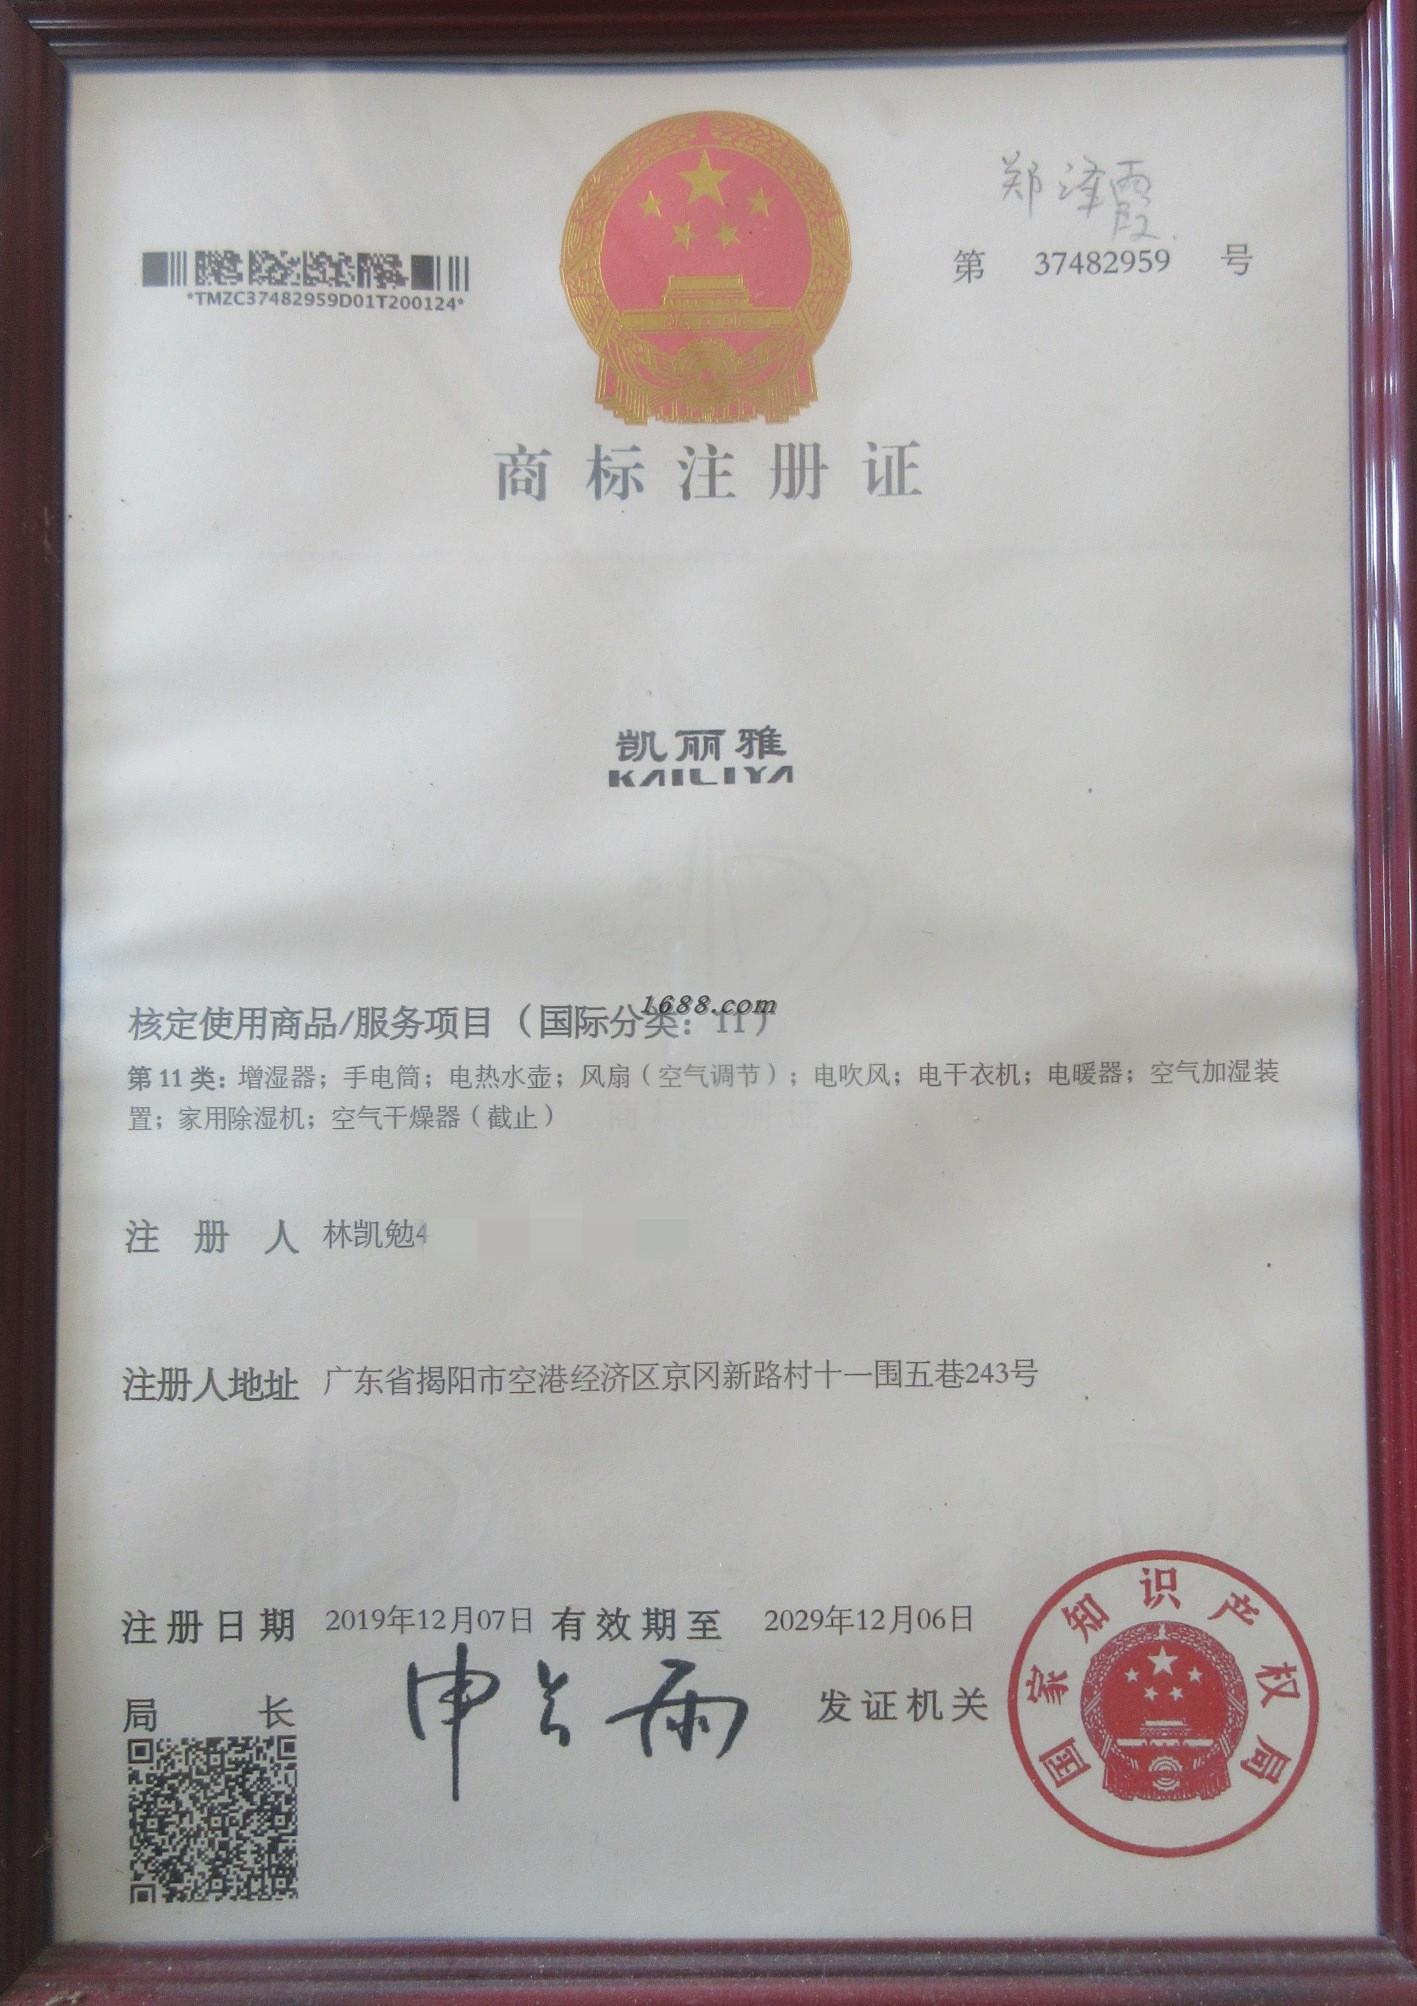 郑泽霞
第 37482959 号
*TMZC37482959D01T200124*
商标注册证
凯丽雅
KAILIYA
1688.com
核定使用商品/服务项目（国际分类：11）
第11类：增湿器；手电筒；电热水壶；风扇（空气调节）；电吹风；电干衣机；电暖器；空气加湿装
置；家用除湿机；空气干燥器（截止）
商标注册证
注册人 林凯勉4
注册人地址 广东省揭阳市空港经济区京冈新路村十一围五巷243号
注册日期 2019年12月07日 有效期至 2029年12月06日
局长 申长雨 发证机关
国家知识产权局